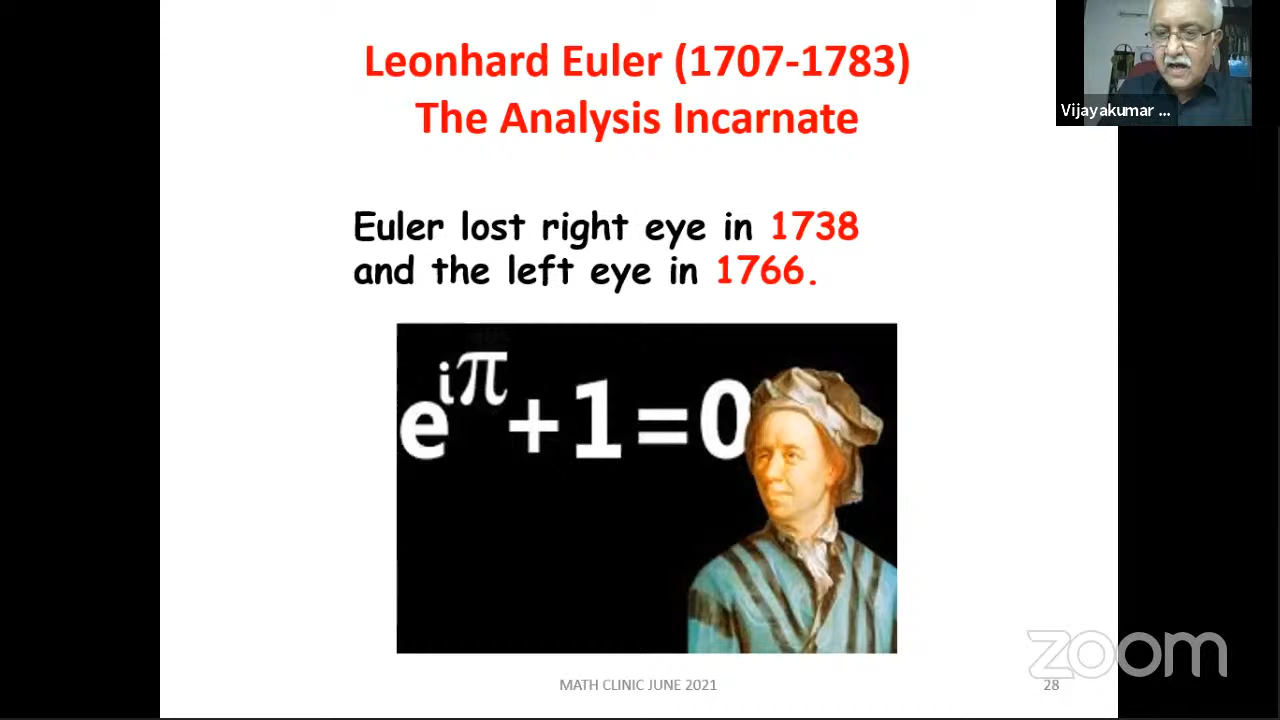 Leonhard Euler (1707-1783)
The Analysis Incarnate
Vijayakumar ...
Euler lost right eye in 1738
and the left eye in 1766.
e^{iπ}+1=0
zoom
MATH CLINIC JUNE 2021
28